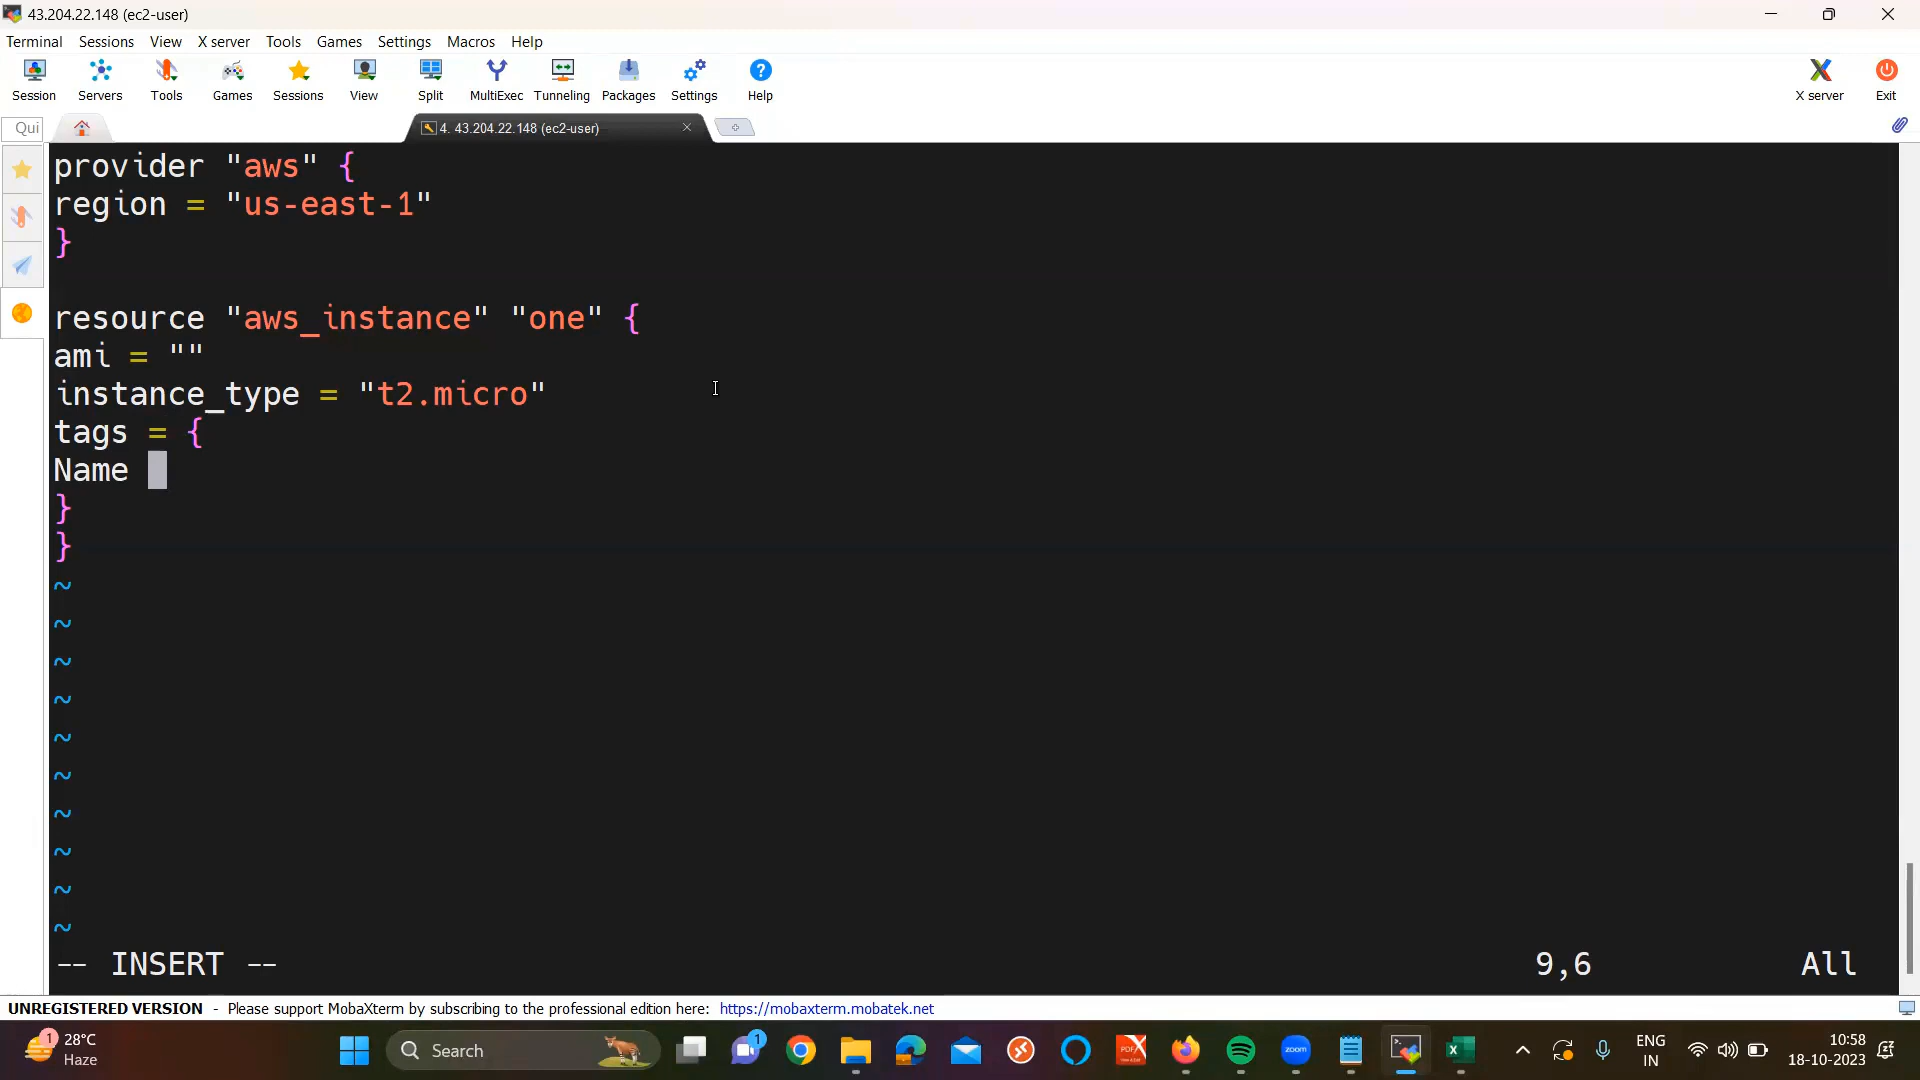 43.204.22.148 (ec2-user)
Terminal Sessions View X server Tools Games Settings Macros Help
Session Servers Tools Games Sessions View Split MultiExec Tunneling Packages Settings Help X server Exit
Qui
4. 43.204.22.148 (ec2-user)
provider "aws" {
region = "us-east-1"
}
resource "aws_instance" "one" {
ami = ""
instance_type = "t2.micro"
tags = {
Name
}
}
~
~
~
~
~
~
~
~
~
~
-- INSERT -- 9,6 All
UNREGISTERED VERSION - Please support MobaXterm by subscribing to the professional edition here: https://mobaxterm.mobatek.net
1 28°C
Haze
Search
1
PDF
zoom
ENG
IN
10:58
18-10-2023